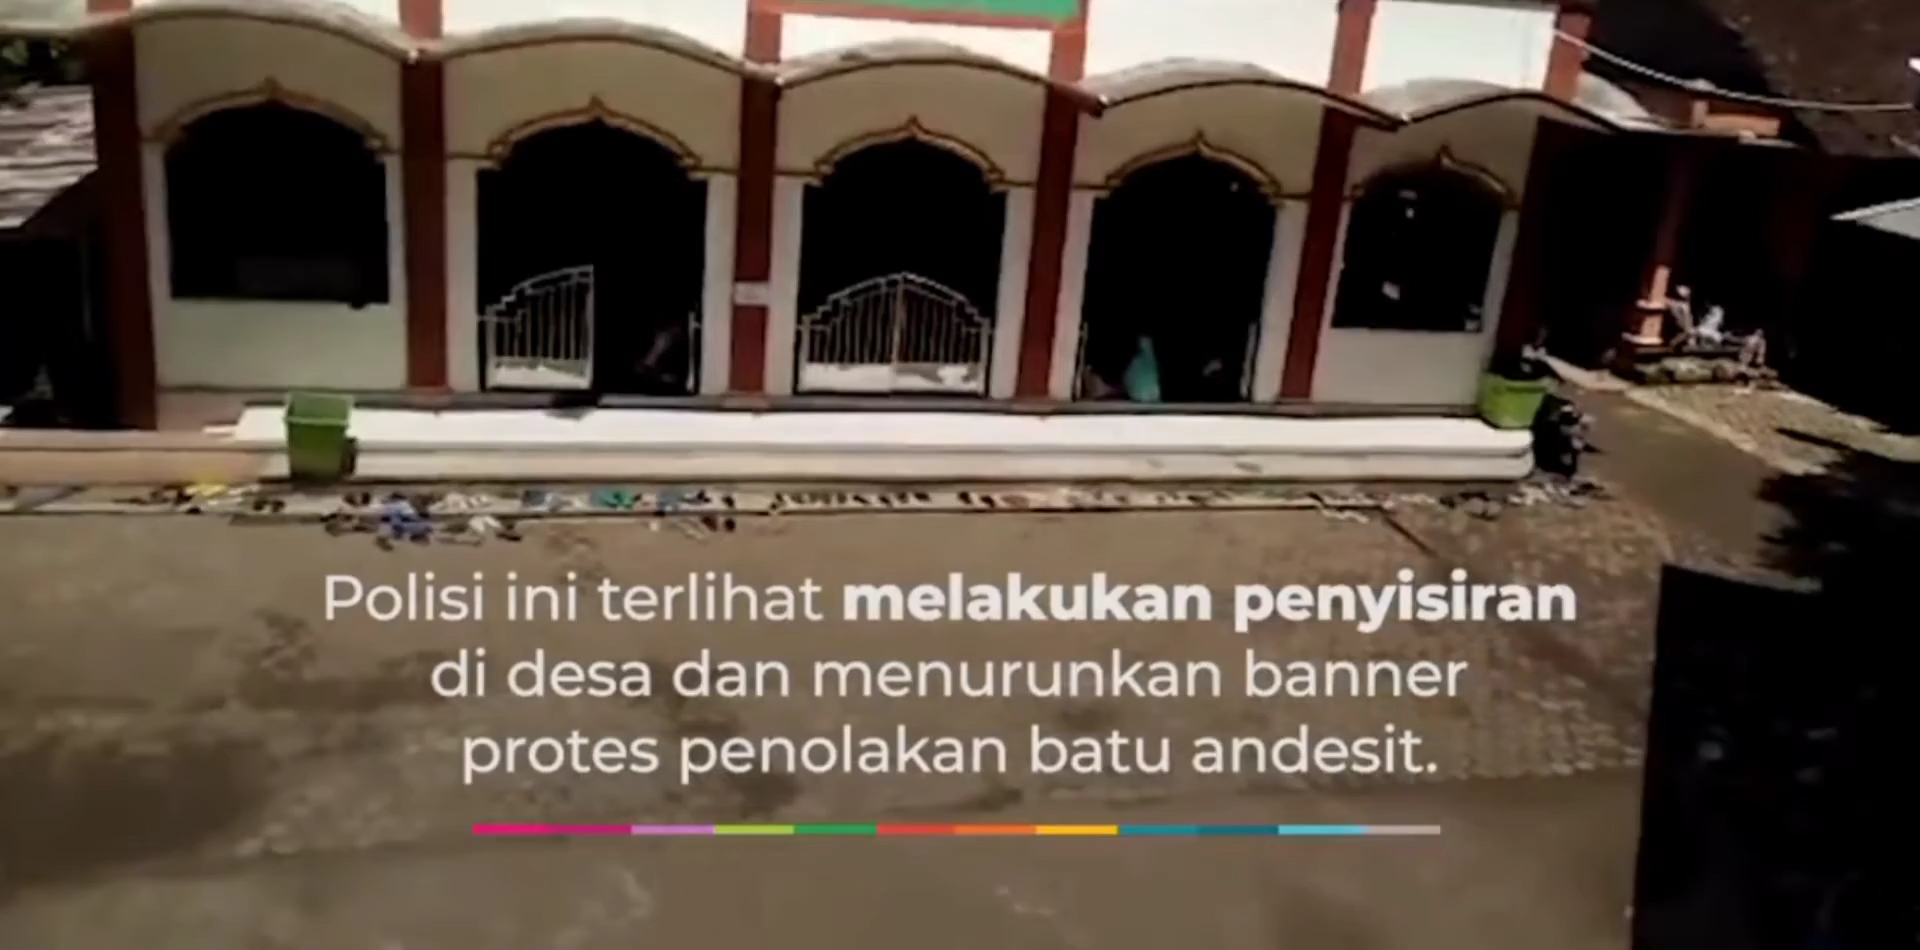 Polisi ini terlihat melakukan penyisiran
di desa dan menurunkan banner
protes penolakan batu andesit.